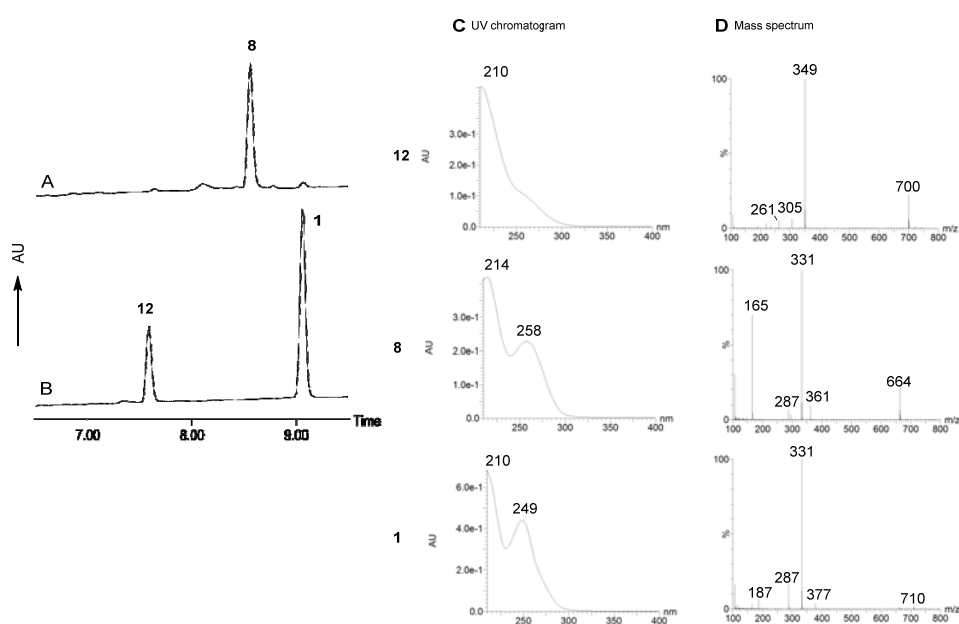 8
A
AU
1
12
B
Time
7.00 8.00 9.00
C UV chromatogram
210
12
AU
3.0e-1
2.0e-1
1.0e-1
0.0
250 300 350 400 nm
214
258
8
AU
3.0e-1
2.0e-1
1.0e-1
0.0
250 300 350 400 nm
210
249
1
AU
6.0e-1
4.0e-1
2.0e-1
0.0
250 300 350 400 nm
D Mass spectrum
349
100
%
700
261 305
0
100 200 300 400 500 600 700 800 m/z
331
100
165
%
287 361
664
0
100 200 300 400 500 600 700 800 m/z
331
100
%
187 287 377 710
0
100 200 300 400 500 600 700 800 m/z